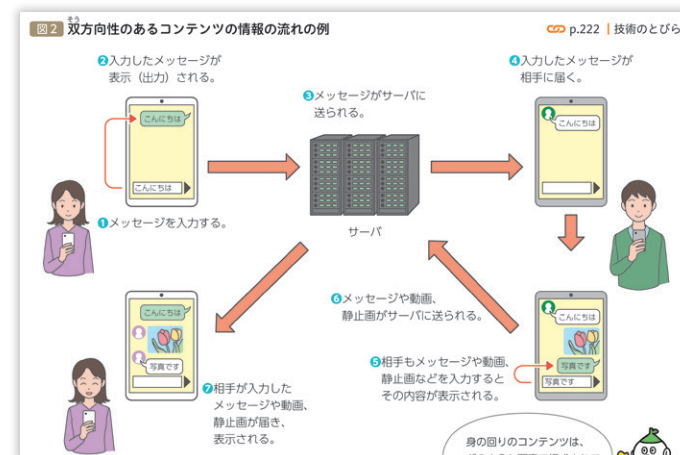 図2 双方向性のあるコンテンツの情報の流れの例
そう
p.222 技術のとびら
❷入力したメッセージが
表示（出力）される。
❸メッセージがサーバに
送られる。
❹入力したメッセージが
相手に届く。
こんにちは
こんにちは
こんにちは
❶メッセージを入力する。
サーバ
❻メッセージや動画、
静止画がサーバに送られる。
こんにちは
写真です
こんにちは
写真です
写真です
❺相手もメッセージや動画、
静止画などを入力すると
その内容が表示される。
❼相手が入力した
メッセージや動画、
静止画が届き、
表示される。
身の回りのコンテンツは、